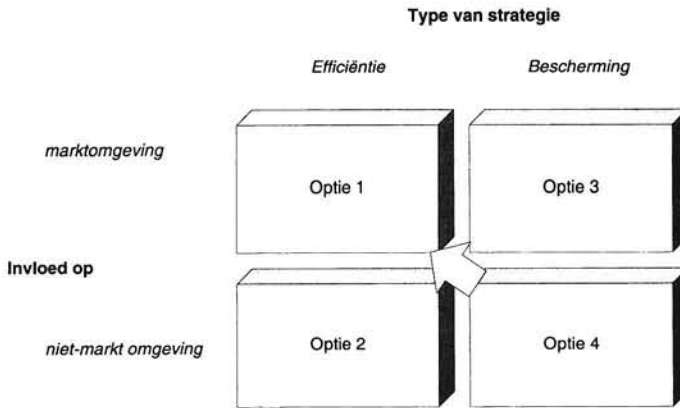 Type van strategie
Efficiëntie Bescherming
marktomgeving
Optie 1 Optie 3
Invloed op
niet-markt omgeving
Optie 2 Optie 4